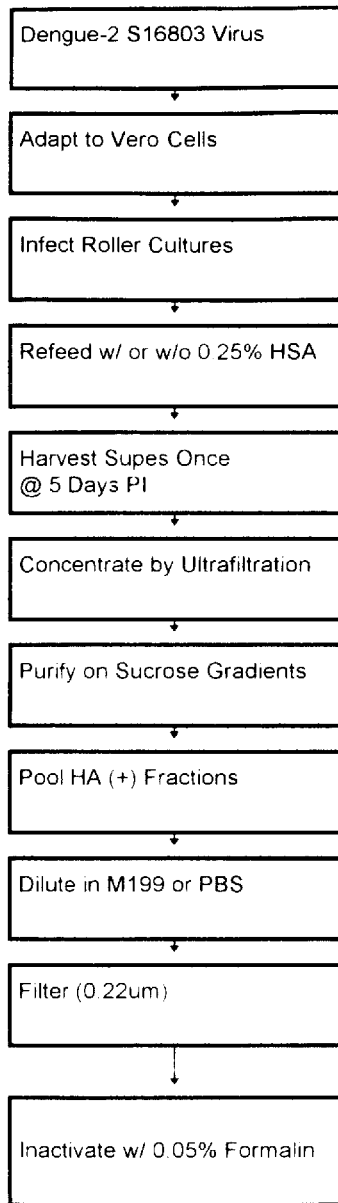 Dengue-2 S16803 Virus
Adapt to Vero Cells
Infect Roller Cultures
Refeed w/ or w/o 0.25% HSA
Harvest Supes Once
@ 5 Days PI
Concentrate by Ultrafiltration
Purify on Sucrose Gradients
Pool HA (+) Fractions
Dilute in M199 or PBS
Filter (0.22um)
Inactivate w/ 0.05% Formalin